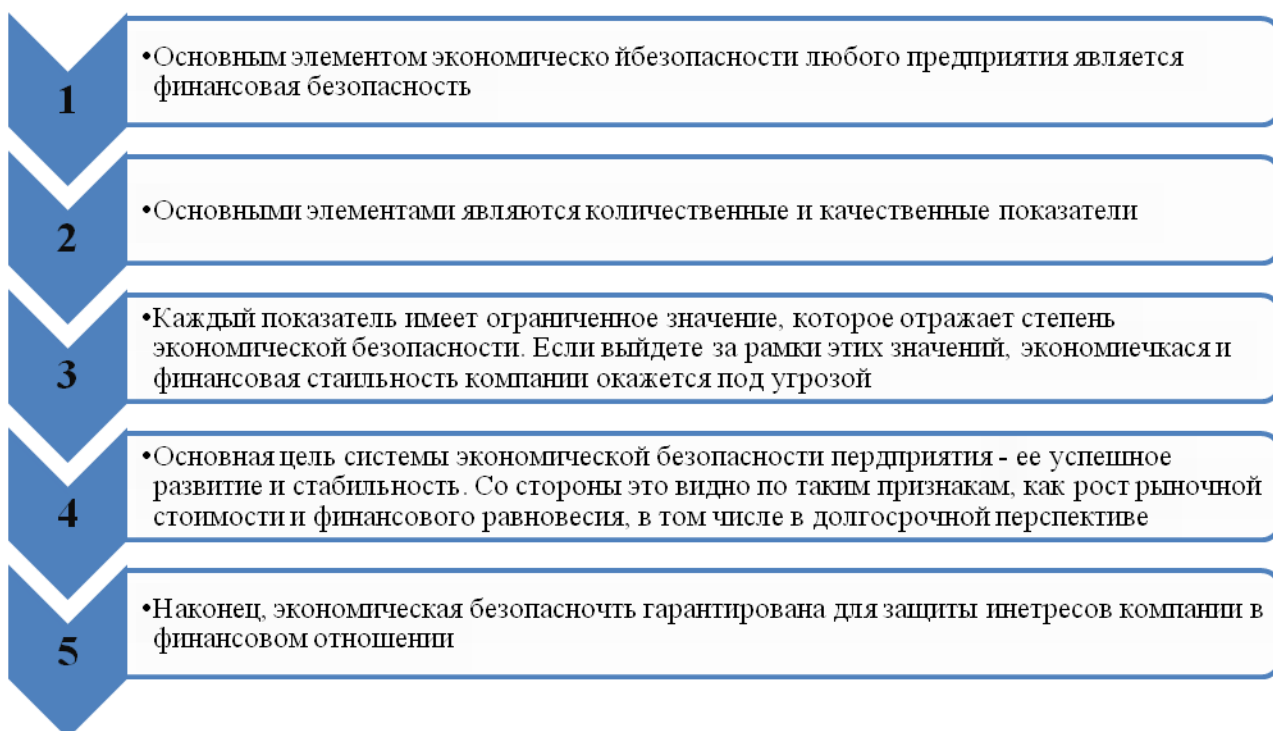 1
•Основным элементом экономическо йбезопасности любого предприятия является
финансовая безопасность
2
•Основными элементами являются количественные и качественные показатели
3
•Каждый показатель имеет ограниченное значение, которое отражает степень
экономической безопасности. Если выйдете за рамки этих значений, экономиечкася и
финансовая стаильность компании окажется под угрозой
4
•Основная цель системы экономической безопасности пердприятия - ее успешное
развитие и стабильность. Со стороны это видно по таким признакам, как рост рыночной
стоимости и финансового равновесия, в том числе в долгосрочной перспективе
5
•Наконец, экономическая безопасночть гарантирована для защиты инетресов компании в
финансовом отношении